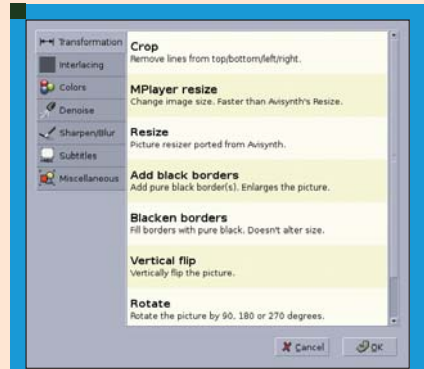 Transformation
Interlacing
Colors
Denoise
Sharpen/Blur
Subtitles
Miscellaneous
Crop
Remove lines from top/bottom/left/right.
MPlayer resize
Change image size. Faster than Avisynth's Resize.
Resize
Picture resizer ported from Avisynth.
Add black borders
Add pure black border(s). Enlarges the picture.
Blacken borders
Fill borders with pure black. Doesn't alter size.
Vertical flip
Vertically flip the picture.
Rotate
Rotate the picture by 90, 180 or 270 degrees.
Cancel
OK